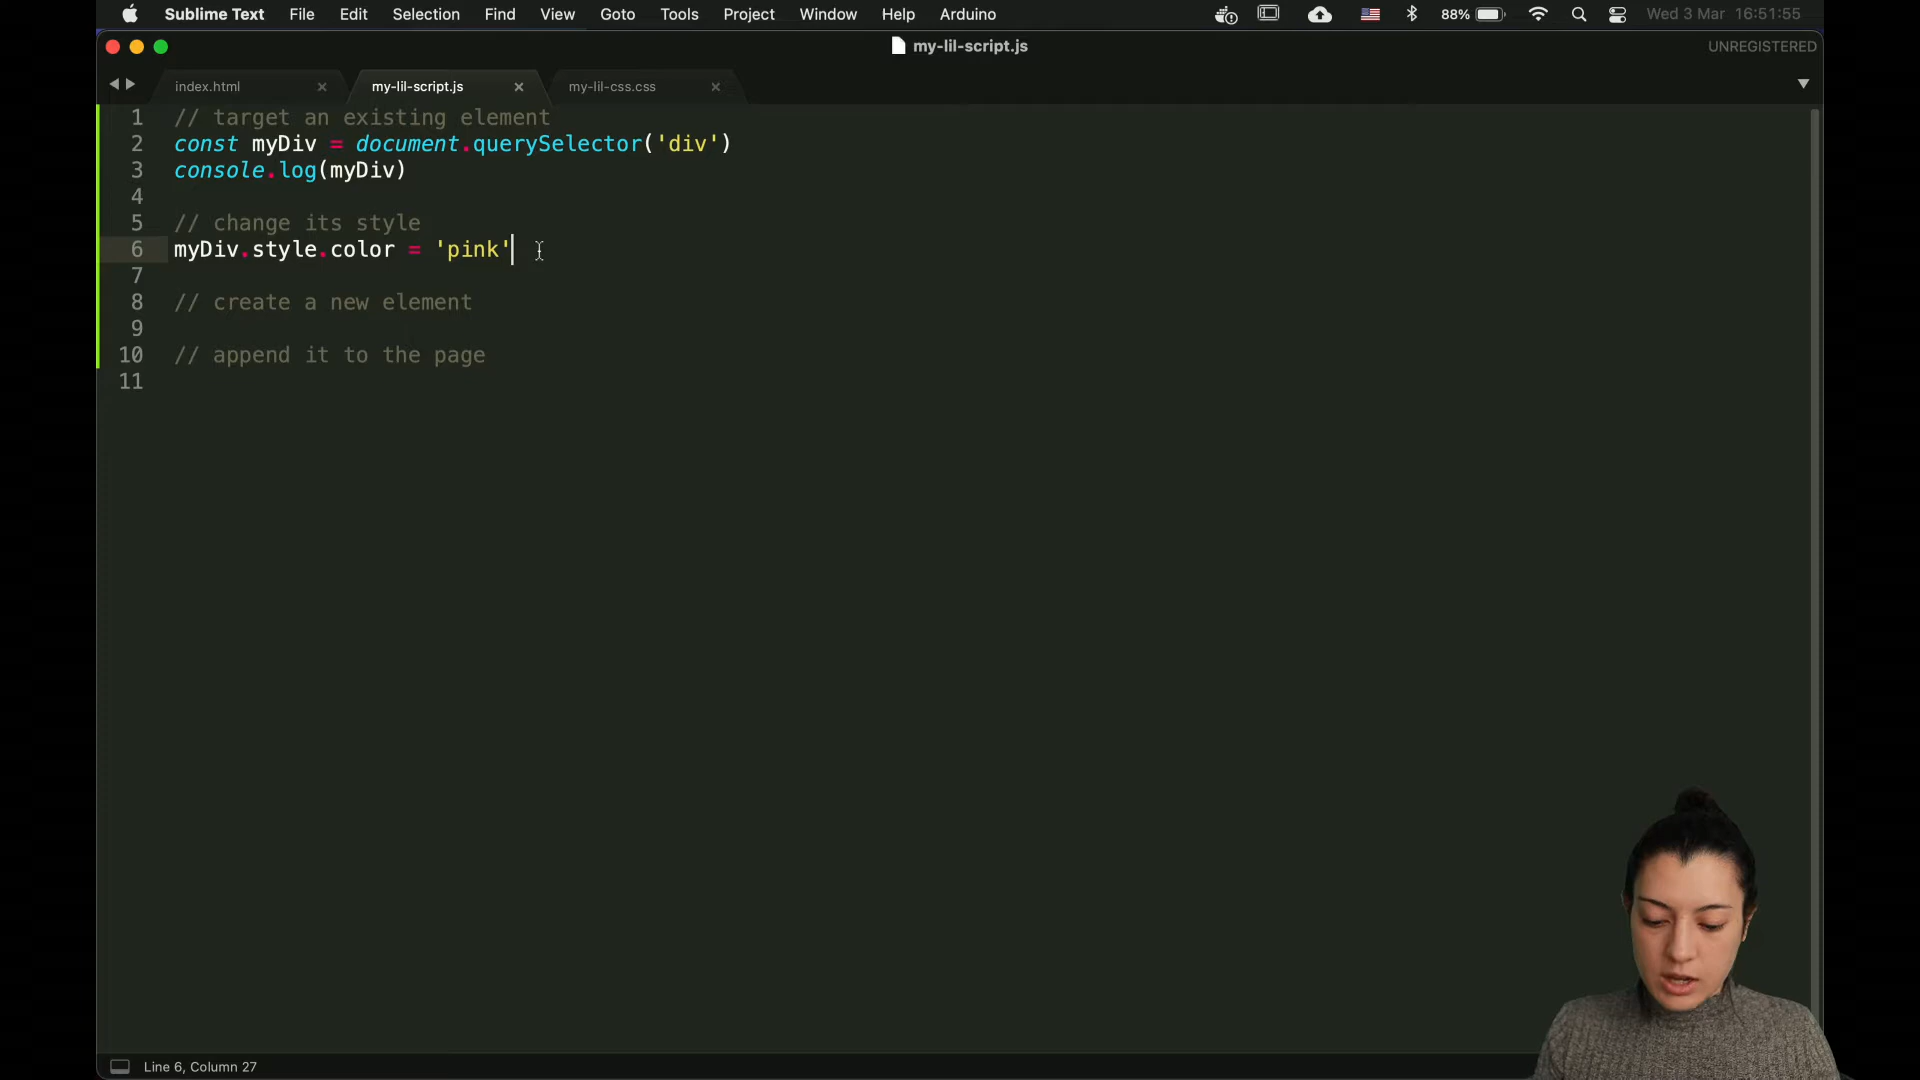 Sublime Text File Edit Selection Find View Goto Tools Project Window Help Arduino 88% Wed 3 Mar 16:51:55
my-lil-script.js UNREGISTERED
index.html × my-lil-script.js × my-lil-css.css ×
1 // target an existing element
2 const myDiv = document.querySelector('div')
3 console.log(myDiv)
4
5 // change its style
6 myDiv.style.color = 'pink'
7
8 // create a new element
9
10 // append it to the page
11
Line 6, Column 27